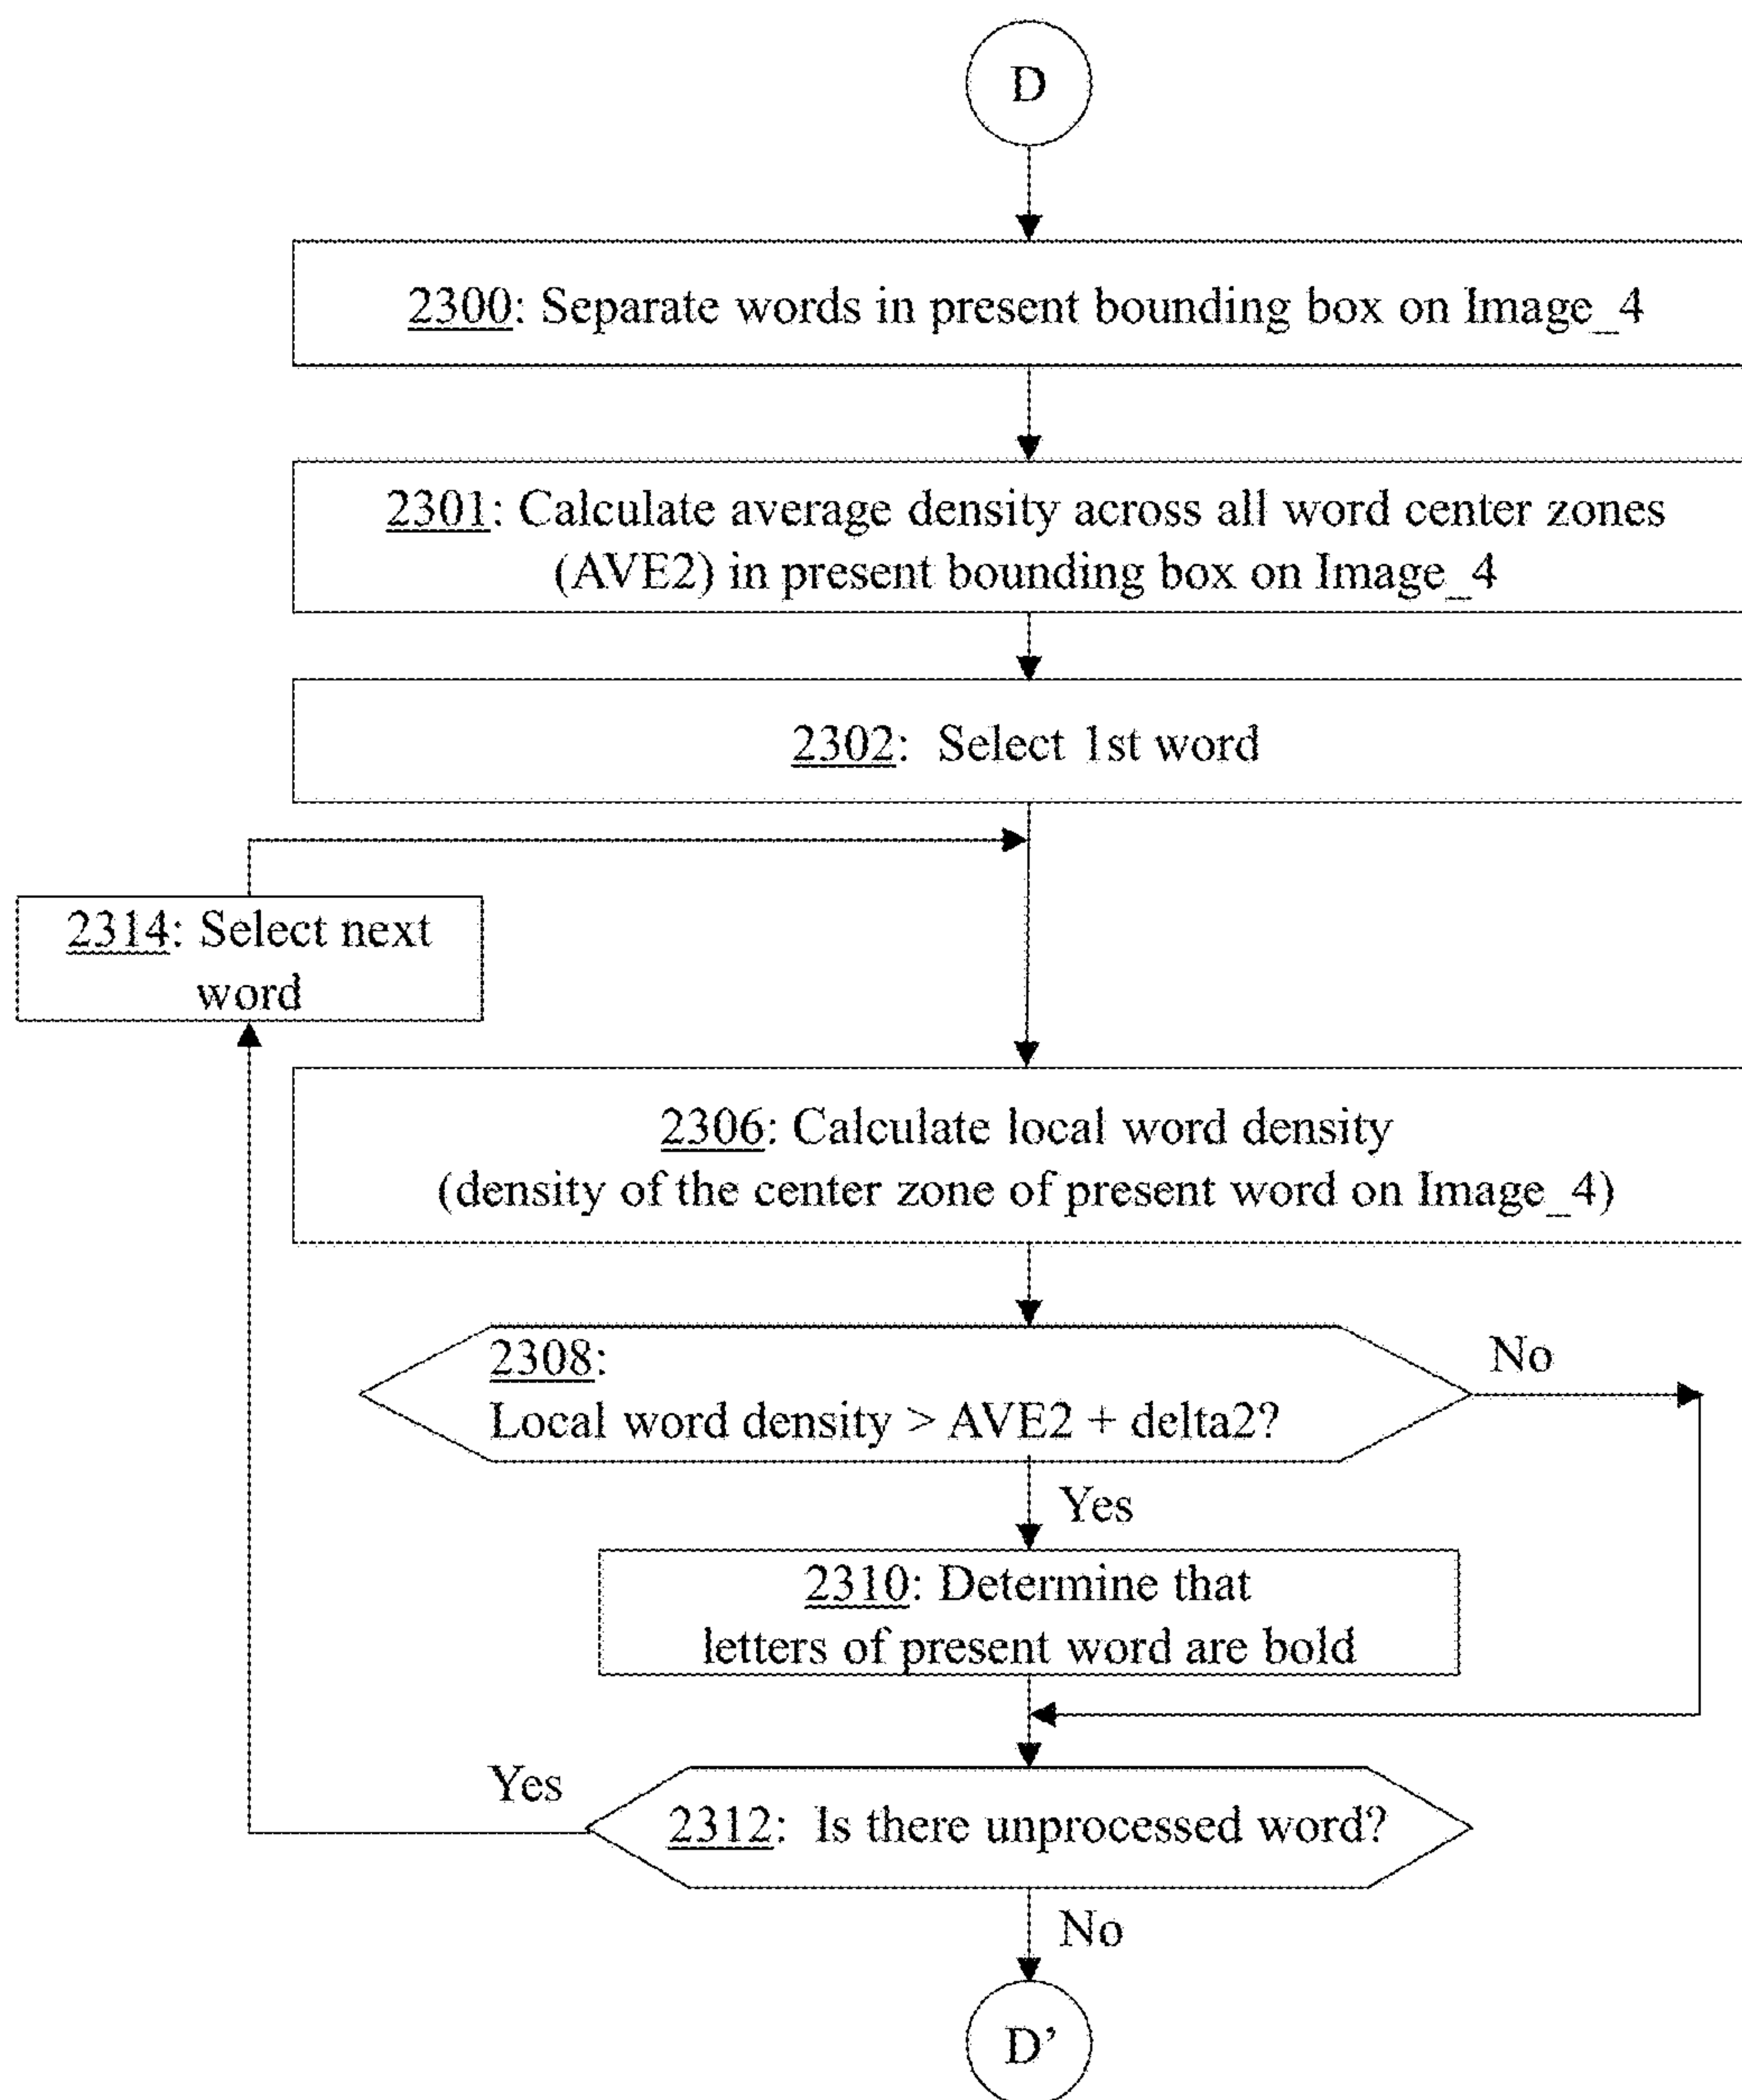 D
2300: Separate words in present bounding box on Image_4
2301: Calculate average density across all word center zones
(AVE2) in present bounding box on Image_4
2302: Select 1st word
2314: Select next
word
2306: Calculate local word density
(density of the center zone of present word on Image_4)
2308:
Local word density > AVE2 + delta2?
No
Yes
2310: Determine that
letters of present word are bold
Yes
2312: Is there unprocessed word?
No
D’